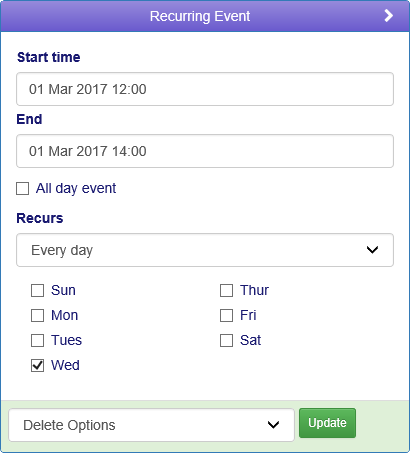 Recurring Event
Start time
01 Mar 2017 12:00
End
01 Mar 2017 14:00
All day event
Recurs
Every day
Sun
Mon
Tues
Wed
Thur
Fri
Sat
Delete Options
Update